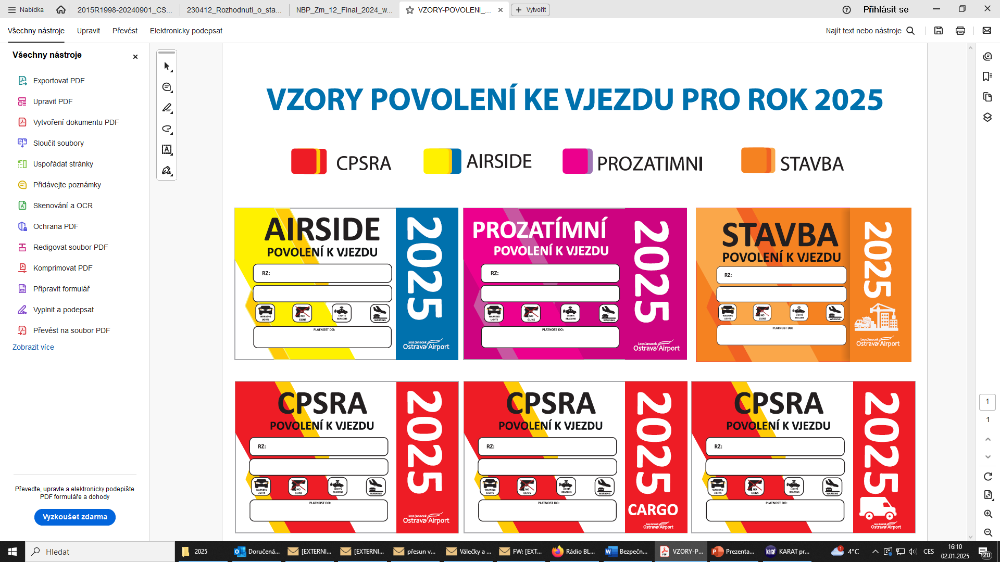 Nabídka
2015R1998-20240901_CS...
230412_Rozhodnuti_o_sta...
NBP_Zm_12_Final_2024_w...
VZORY-POVOLENI_...
Vytvořit
Přihlásit se
Všechny nástroje
Upravit
Převést
Elektronicky podepsat
Najít text nebo nástroje
Všechny nástroje
Exportovat PDF
Upravit PDF
Vytvoření dokumentu PDF
Sloučit soubory
Uspořádat stránky
Přidávejte poznámky
Skenování a OCR
Ochrana PDF
Redigovat soubor PDF
Komprimovat PDF
Připravit formulář
Vyplnit a podepsat
Převést na soubor PDF
Zobrazit více
Převeďte, upravte a elektronicky podepište
PDF formuláře a dohody
Vyzkoušet zdarma
VZORY POVOLENÍ KE VJEZDU PRO ROK 2025
CPSRA
AIRSIDE
PROZATIMNI
STAVBA
AIRSIDE
POVOLENÍ K VJEZDU
RZ:
WARNING
LIGHTS
NO
GUNS
LIGHTS
BEACONS
WARNING
PLATNOST DO:
2025
Leos Janacek
Ostrava Airport
PROZATÍMNÍ
POVOLENÍ K VJEZDU
RZ:
WARNING
LIGHTS
NO
GUNS
LIGHTS
BEACONS
WARNING
PLATNOST DO:
2025
Leos Janacek
Ostrava Airport
STAVBA
POVOLENÍ K VJEZDU
RZ:
WARNING
LIGHTS
NO
GUNS
LIGHTS
BEACONS
WARNING
PLATNOST DO:
2025
Leos Janacek
Ostrava Airport
CPSRA
POVOLENÍ K VJEZDU
RZ:
WARNING
LIGHTS
NO
GUNS
LIGHTS
BEACONS
WARNING
PLATNOST DO:
2025
Leos Janacek
Ostrava Airport
CPSRA
POVOLENÍ K VJEZDU
RZ:
WARNING
LIGHTS
NO
GUNS
LIGHTS
BEACONS
WARNING
PLATNOST DO:
2025
CARGO
Leos Janacek
Ostrava Airport
CPSRA
POVOLENÍ K VJEZDU
RZ:
WARNING
LIGHTS
NO
GUNS
LIGHTS
BEACONS
WARNING
PLATNOST DO:
2025
Leos Janacek
Ostrava Airport
1
1
Hledat
2025
Doručená...
[EXTERNI...
[EXTERNI...
přesun v...
Válečky a ...
FW: [EXT...
Rádio BL...
Bezpečn...
VZORY-P...
Prezenta...
karat
KARAT pr...
1
4°C
CES
16:10
02.01.2025
20